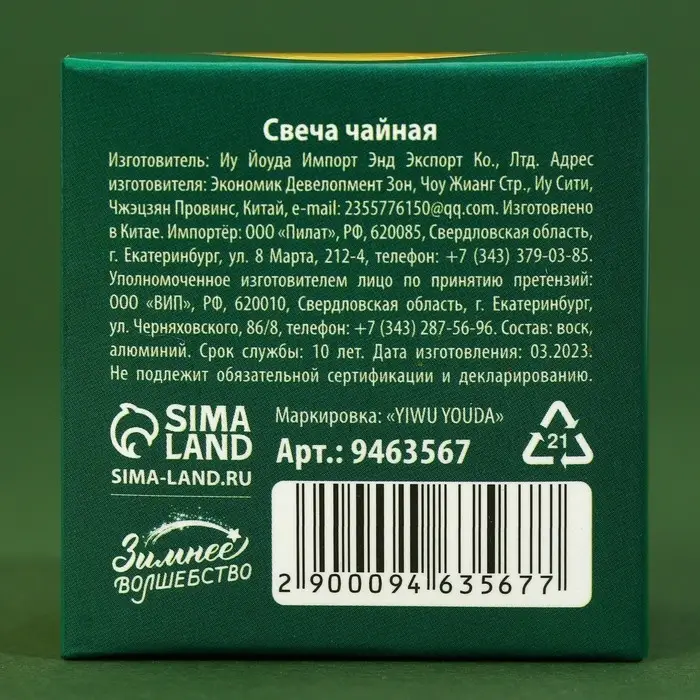 Свеча чайная
Изготовитель: Иу Йоуда Импорт Энд Экспорт Ко., Лтд. Адрес
изготовителя: Экономик Девелопмент Зон, Чоу Жианг Стр., Иу Сити,
Чжэцзян Провинс, Китай, e-mail: 2355776150@qq.com. Изготовлено
в Китае. Импортёр: ООО «Пилат», РФ, 620085, Свердловская область,
г. Екатеринбург, ул. 8 Марта, 212-4, телефон: +7 (343) 379-03-85.
Уполномоченное изготовителем лицо по принятию претензий:
ООО «ВИП», РФ, 620010, Свердловская область, г. Екатеринбург,
ул. Черняховского, 86/8, телефон: +7 (343) 287-56-96. Состав: воск,
алюминий. Срок службы: 10 лет. Дата изготовления: 03.2023.
Не подлежит обязательной сертификации и декларированию.
SIMA
LAND
SIMA-LAND.RU
Маркировка: «YIWU YOUDA»
Арт.: 9463567
21
Зимнее
ВОЛШЕБСТВО
2 900094 635677